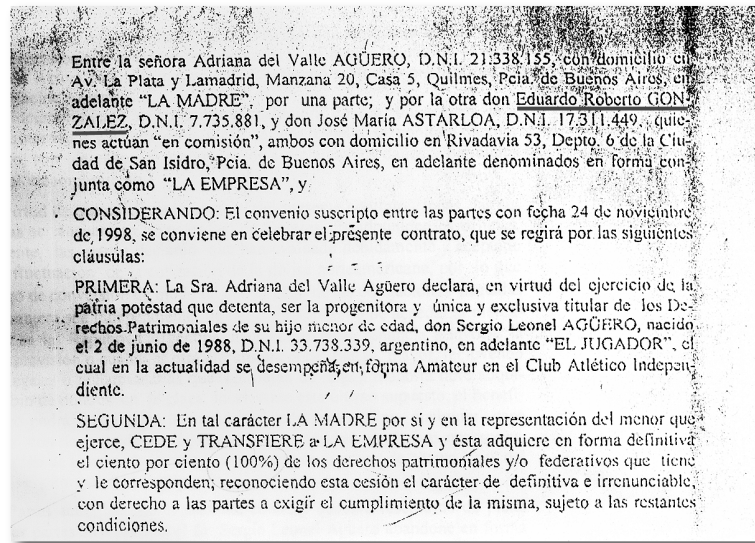 Entre la señora Adriana del Valle AGÜERO, D.N.I. 21.338.155, con domicilio en
Av. La Plata y Lamadrid, Manzana 20, Casa 5, Quilmes, Pcia. de Buenos Aires, en
adelante “LA MADRE”, por una parte; y por la otra don Eduardo Roberto GON-
ZALEZ, D.N.I. 7.735.881, y don José María ASTARLOA, D.N.I. 17.311.449, quie-
nes actúan “en comisión”, ambos con domicilio en Rivadavia 53, Depto. 6 de la Ciu-
dad de San Isidro, Pcia. de Buenos Aires, en adelante denominados en forma con-
junta como “LA EMPRESA”, y
CONSIDERANDO: El convenio suscripto entre las partes con fecha 24 de noviembre
de 1998, se conviene en celebrar el presente contrato, que se regirá por las siguientes
cláusulas:
PRIMERA: La Sra. Adriana del Valle Agüero declara, en virtud del ejercicio de la
patria potestad que detenta, ser la progenitora y única y exclusiva titular de los De-
rechos Patrimoniales de su hijo menor de edad, don Sergio Leonel AGÜERO, nacido
el 2 de junio de 1988, D.N.I. 33.738.339, argentino, en adelante “EL JUGADOR”, el
cual en la actualidad se desempeña en forma Amateur en el Club Atlético Indepen-
diente.
SEGUNDA: En tal carácter LA MADRE por sí y en la representación del menor que
ejerce, CEDE y TRANSFIERE a LA EMPRESA y ésta adquiere en forma definitiva
el ciento por ciento (100%) de los derechos patrimoniales y/o federativos que tiene
y le corresponden; reconociendo esta cesión el carácter de definitiva e irrenunciable,
con derecho a las partes a exigir el cumplimiento de la misma, sujeto a las restantes
condiciones.